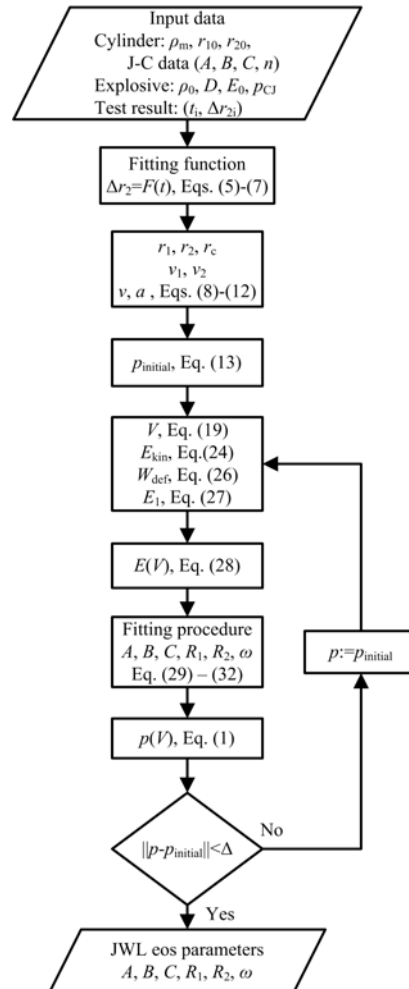 Input data
Cylinder: ρm, r10, r20,
J-C data (A, B, C, n)
Explosive: ρ0, D, E0, pCJ
Test result: (ti, Δr2i)
Fitting function
Δr2=F(t), Eqs. (5)-(7)
r1, r2, rc
v1, v2
v, a , Eqs. (8)-(12)
pinitial, Eq. (13)
V, Eq. (19)
Ekin, Eq.(24)
Wdef, Eq. (26)
E1, Eq. (27)
E(V), Eq. (28)
Fitting procedure
A, B, C, R1, R2, ω
Eq. (29) – (32)
p:=pinitial
p(V), Eq. (1)
No
||p-pinitial||<Δ
Yes
JWL eos parameters
A, B, C, R1, R2, ω